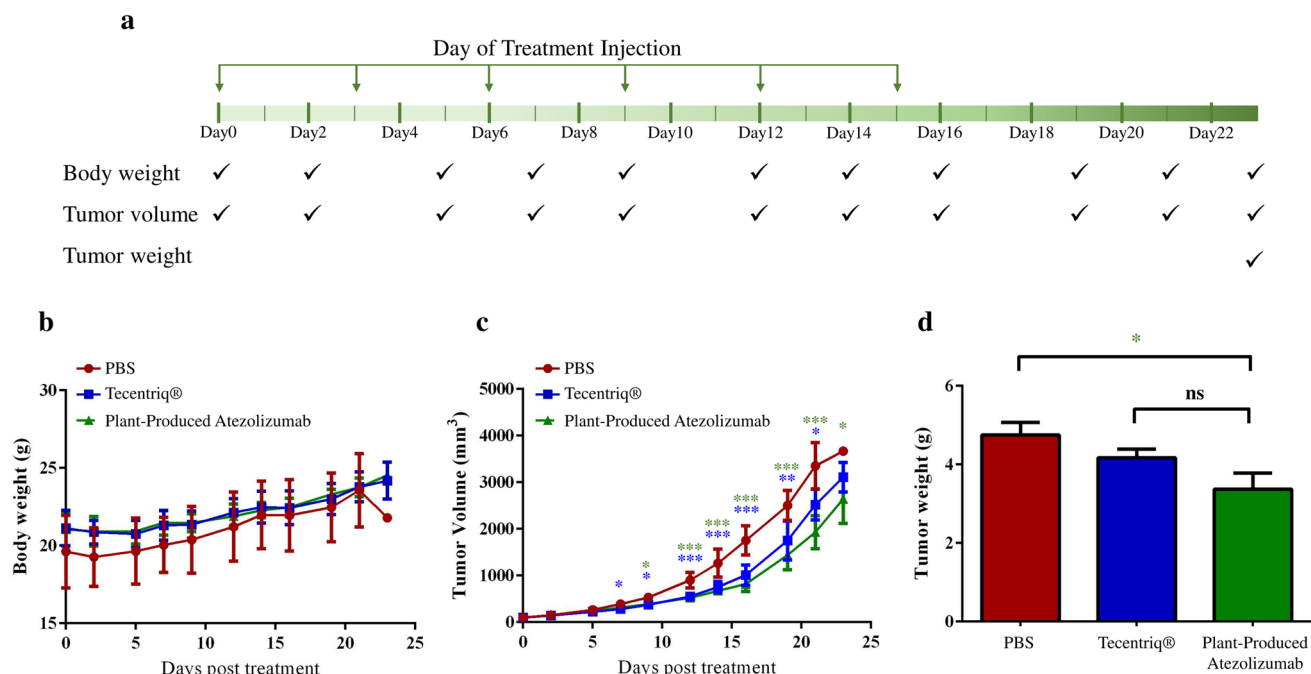 a
Day of Treatment Injection
Day0 Day2 Day4 Day6 Day8 Day10 Day12 Day14 Day16 Day18 Day20 Day22
Body weight ✓ ✓ ✓ ✓ ✓ ✓ ✓ ✓ ✓ ✓ ✓
Tumor volume ✓ ✓ ✓ ✓ ✓ ✓ ✓ ✓ ✓ ✓ ✓
Tumor weight ✓
b
PBS
Tecentriq®
Plant-Produced Atezolizumab
30
25
20
15
Body weight (g)
0 5 10 15 20 25
Days post treatment
c
PBS
Tecentriq®
Plant-Produced Atezolizumab
5000
4000
3000
2000
1000
0
Tumor Volume (mm³)
*
*
*
***
***
***
***
***
***
***
**
***
*
*
0 5 10 15 20 25
Days post treatment
d
*
ns
6
4
2
0
Tumor weight (g)
PBS Tecentriq® Plant-Produced
Atezolizumab